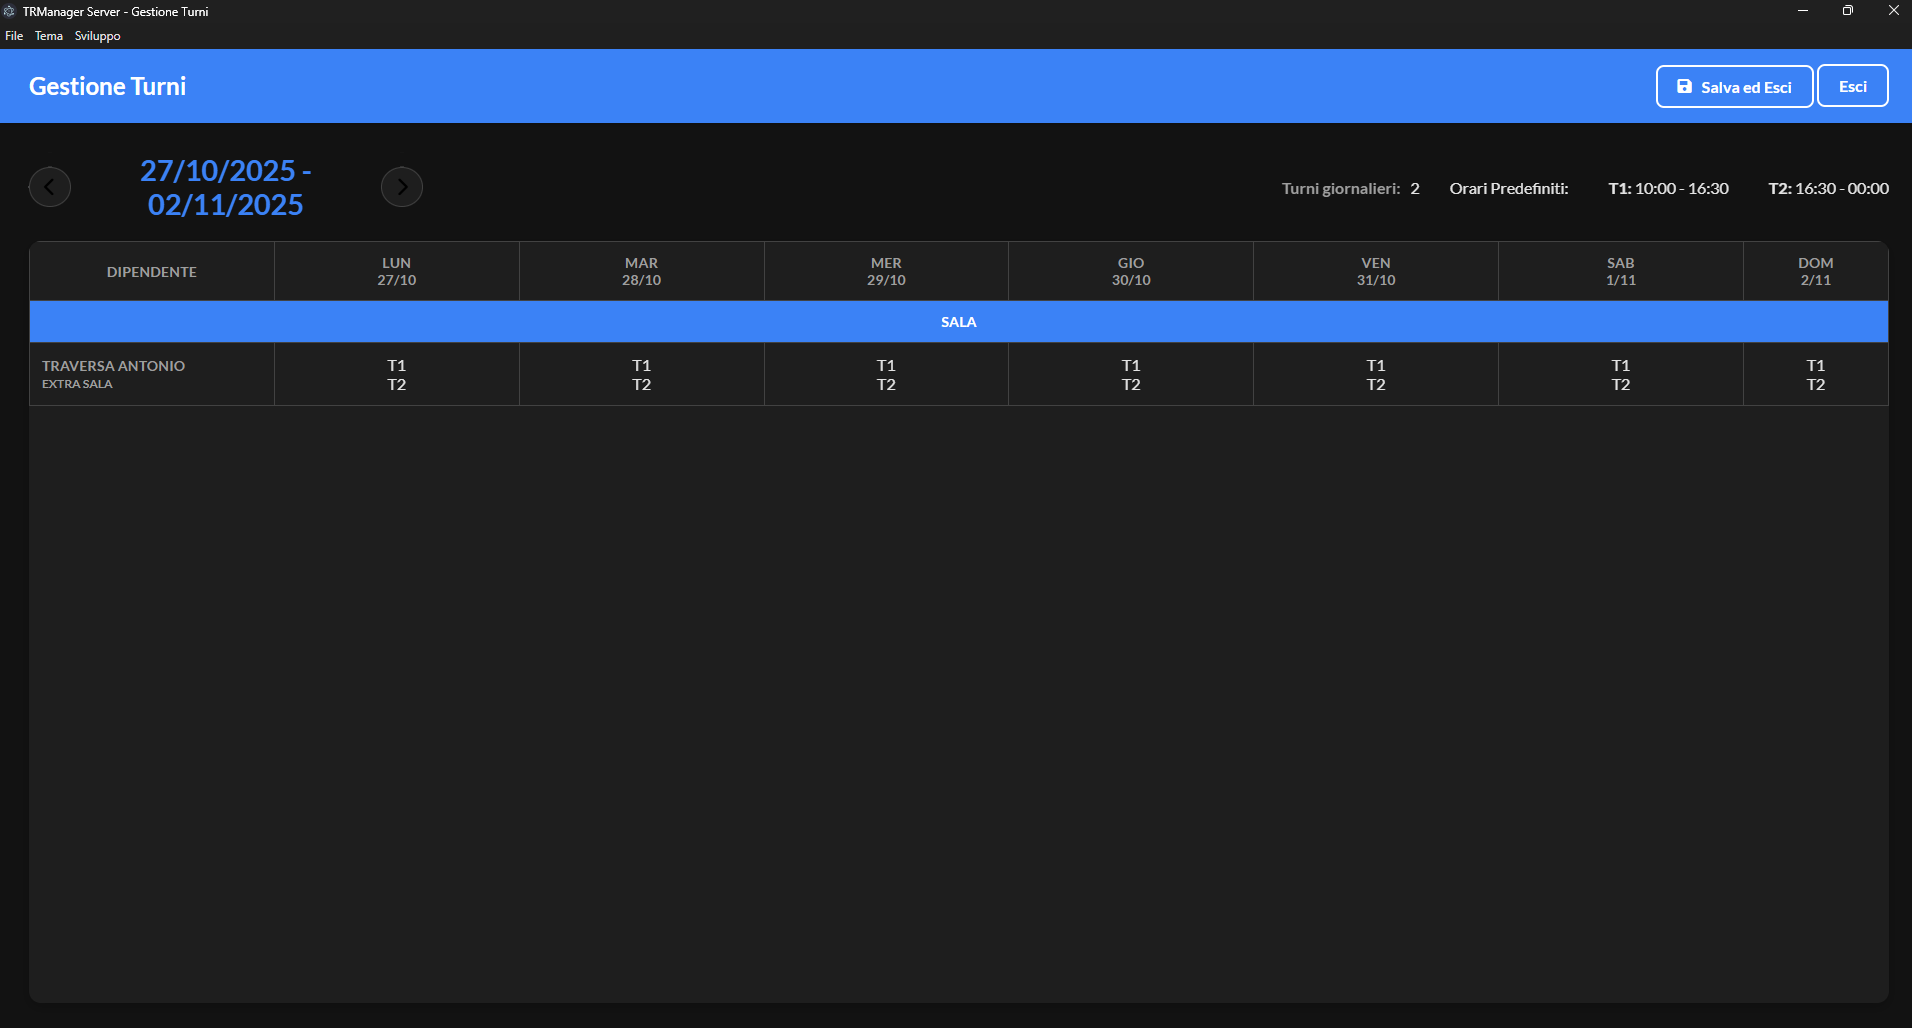 TRManager Server - Gestione Turni
File Tema Sviluppo
Gestione Turni
Salva ed Esci
Esci
27/10/2025 -
02/11/2025
Turni giornalieri: 2 Orari Predefiniti: T1: 10:00 - 16:30 T2: 16:30 - 00:00
DIPENDENTE
LUN
27/10
MAR
28/10
MER
29/10
GIO
30/10
VEN
31/10
SAB
1/11
DOM
2/11
SALA
TRAVERSA ANTONIO
EXTRA SALA
T1
T2
T1
T2
T1
T2
T1
T2
T1
T2
T1
T2
T1
T2